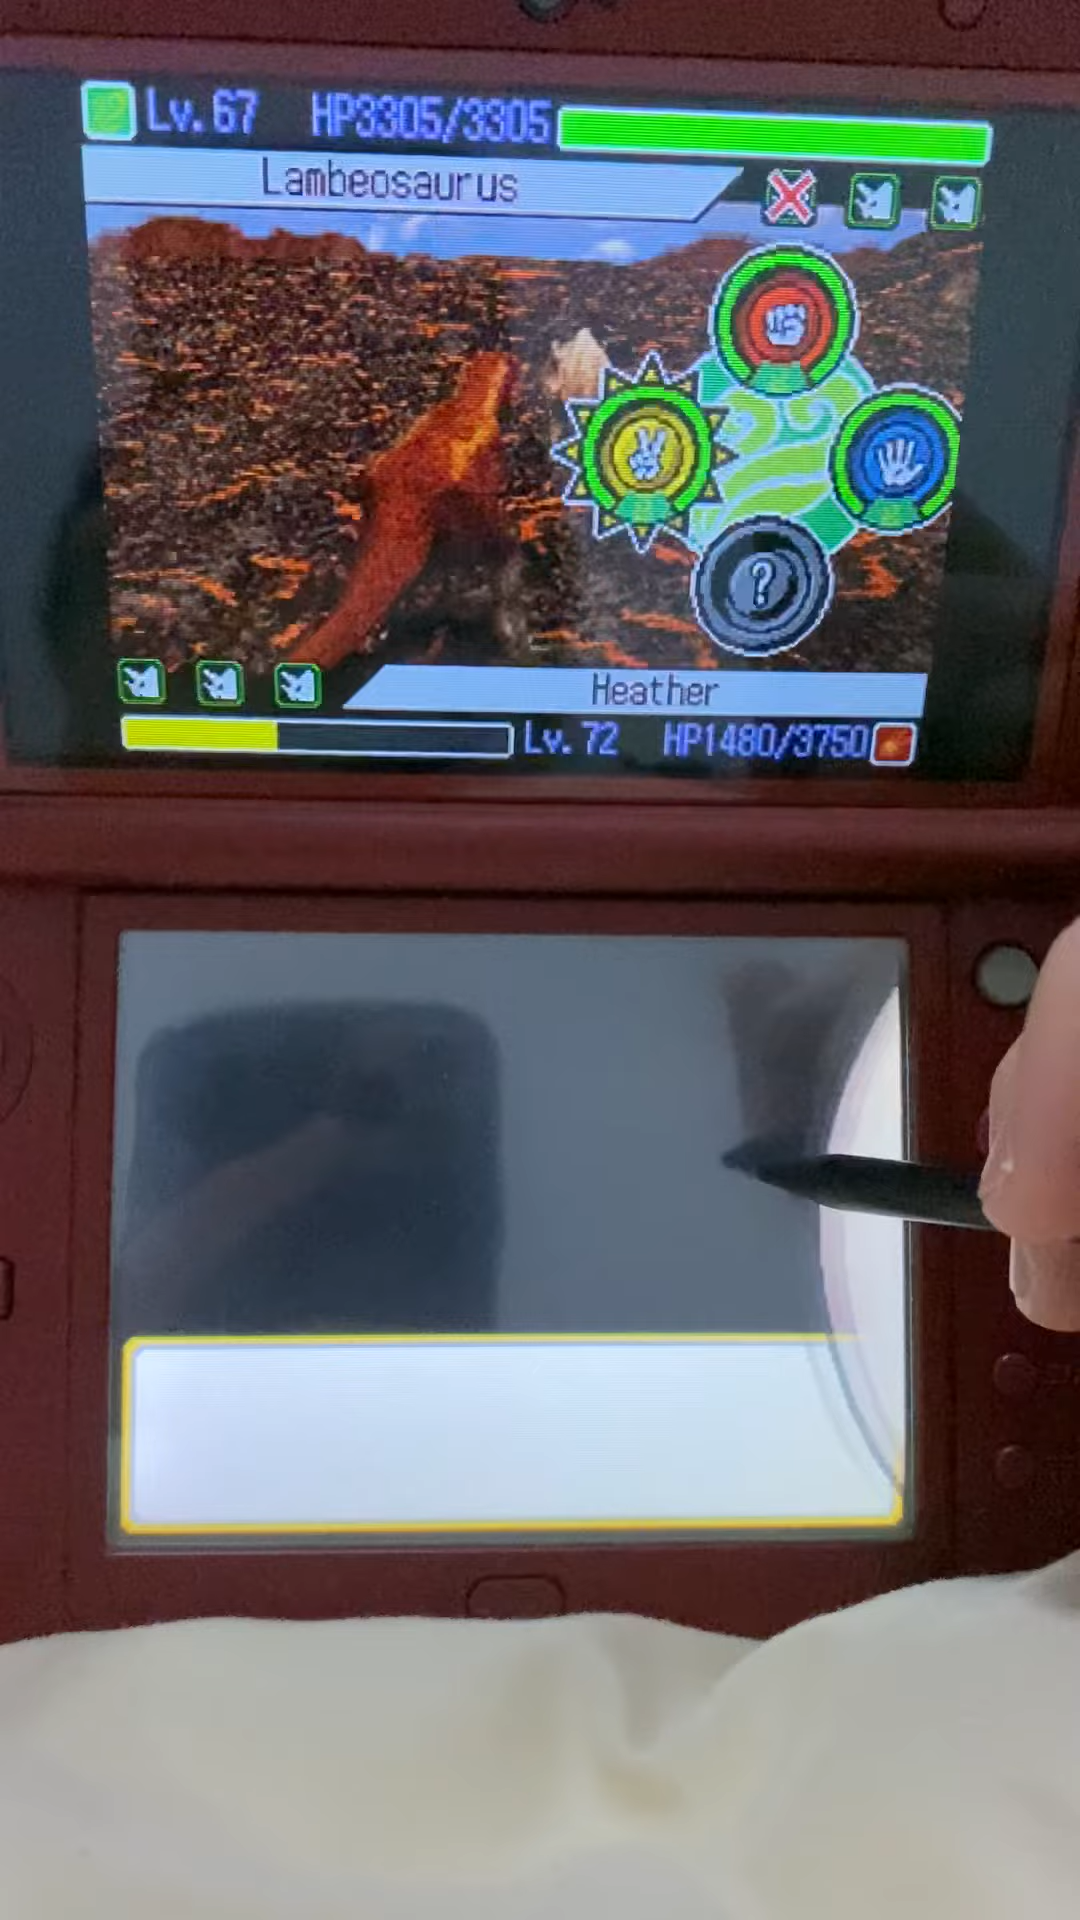 Lv. 67 HP3305/3305
Lambeosaurus
?
Heather
Lv. 72 HP1480/3750